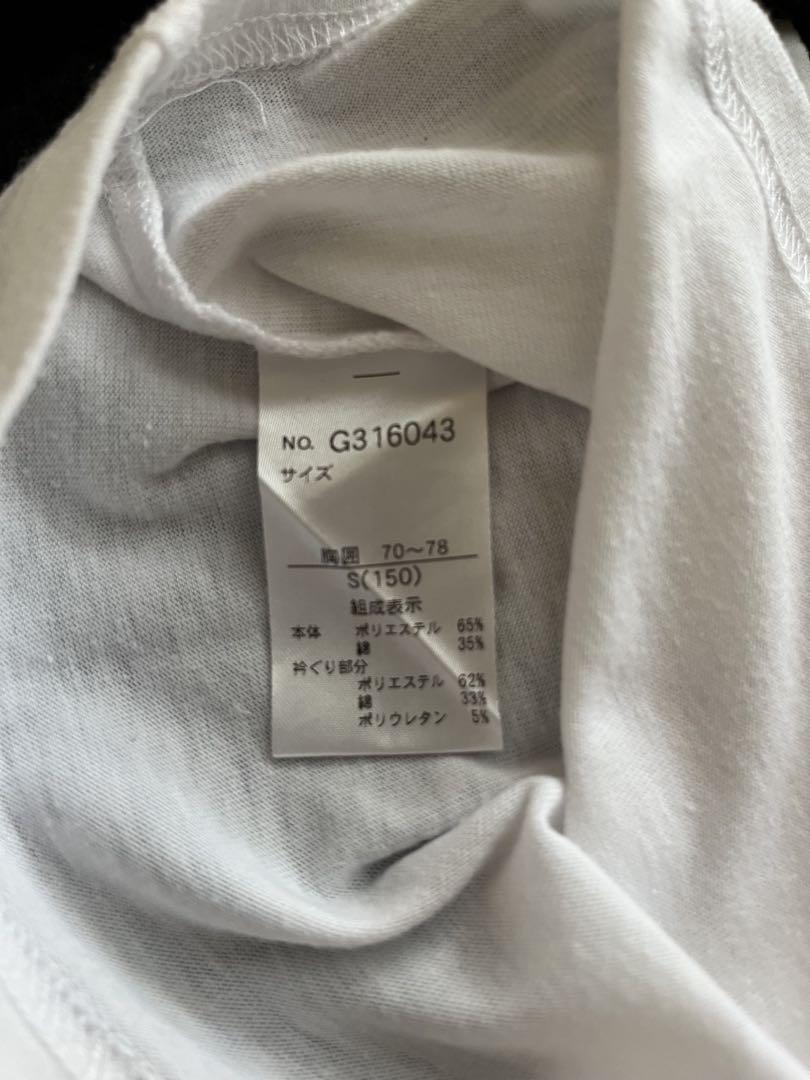 NO. G316043
サイズ
胸囲 70〜78
S(150)
組成表示
本体 ポリエステル 65%
綿 35%
衿ぐり部分
ポリエステル 62%
綿 33%
ポリウレタン 5%